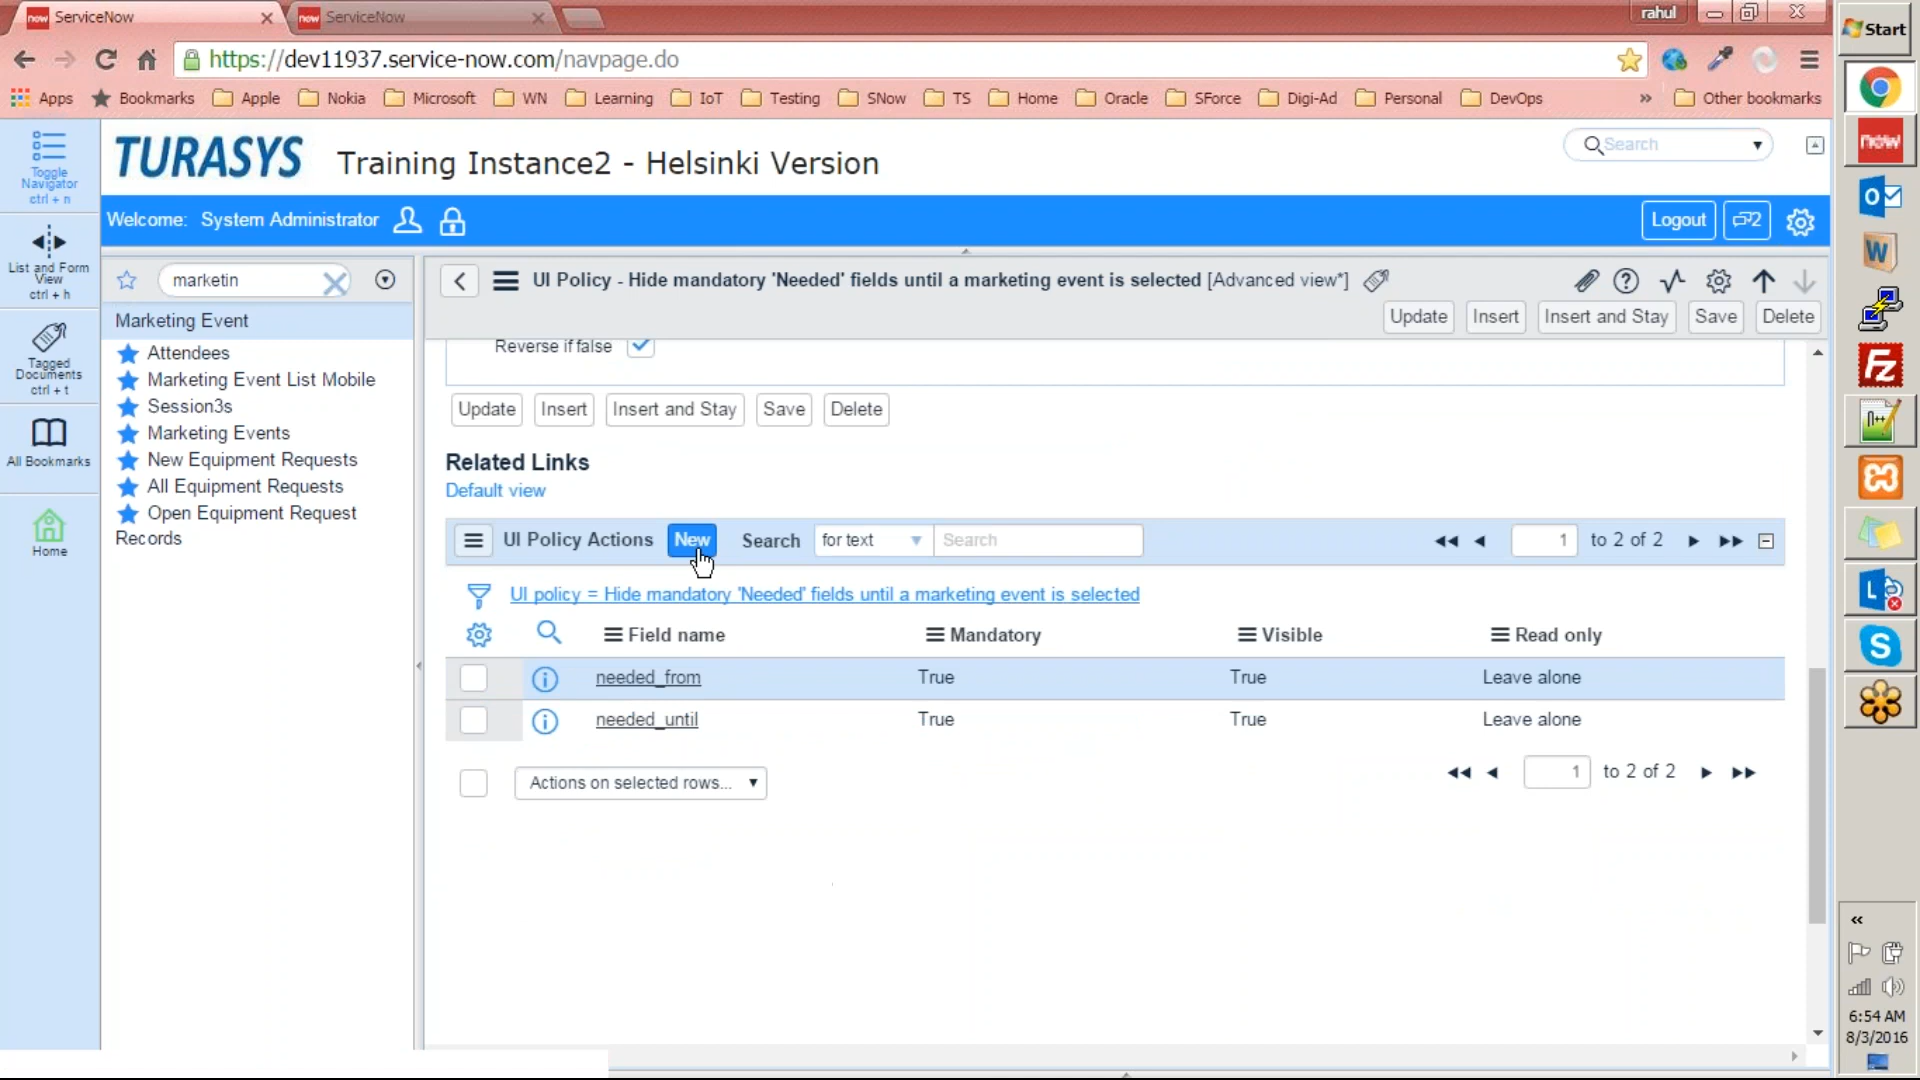 now ServiceNow
now ServiceNow
rahul
Start
https://dev11937.service-now.com/navpage.do
Apps Bookmarks Apple Nokia Microsoft WN Learning IoT Testing SNow TS Home Oracle SForce Digi-Ad Personal DevOps » Other bookmarks
Toggle Navigator
ctrl + n
List and Form View
ctrl + h
Tagged Documents
ctrl + t
All Bookmarks
Home
TURASYS Training Instance2 - Helsinki Version
Search
Welcome: System Administrator
Logout
2
marketin
Marketing Event
Attendees
Marketing Event List Mobile
Session3s
Marketing Events
New Equipment Requests
All Equipment Requests
Open Equipment Request
Records
UI Policy - Hide mandatory 'Needed' fields until a marketing event is selected [Advanced view*]
Update Insert Insert and Stay Save Delete
Reverse if false
Update Insert Insert and Stay Save Delete
Related Links
Default view
UI Policy Actions New Search for text Search 1 to 2 of 2
UI policy = Hide mandatory 'Needed' fields until a marketing event is selected
Field name Mandatory Visible Read only
needed_from True True Leave alone
needed_until True True Leave alone
Actions on selected rows... 1 to 2 of 2
now
O
W
FZ
n++
L
S
«
6:54 AM
8/3/2016